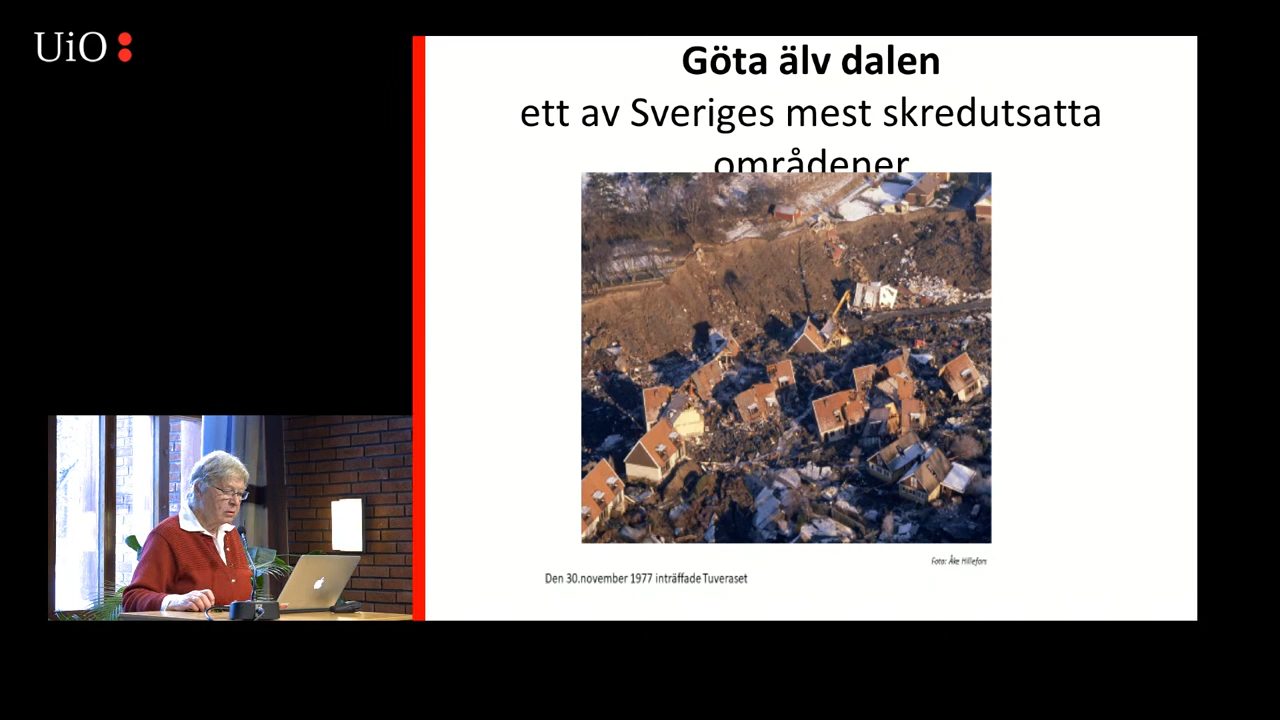 UiO
Göta älv dalen
ett av Sveriges mest skredutsatta
områdener
Foto: Åke Hillefors
Den 30.november 1977 inträffade Tuveraset